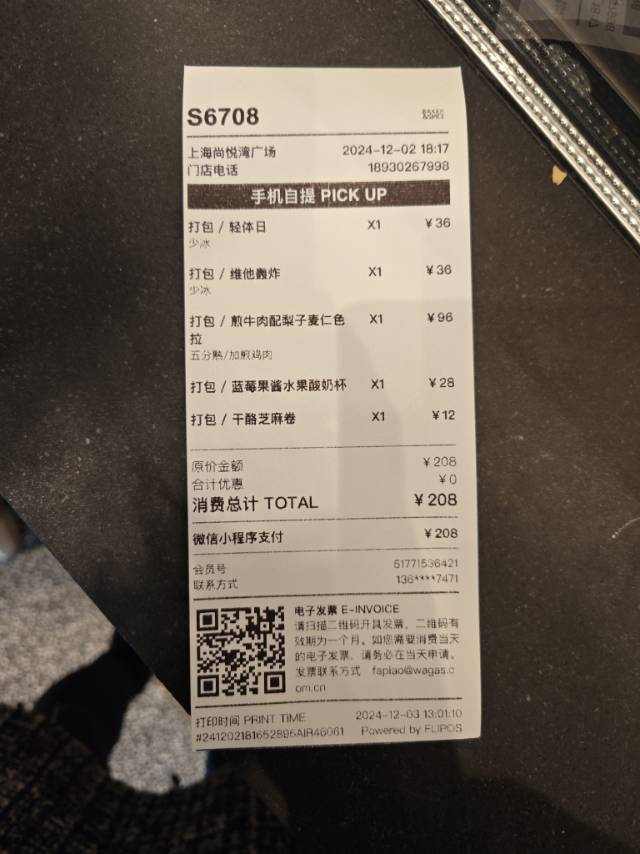 S6708
BAKER
&SPICE
上海尚悦湾广场 2024-12-02 18:17
门店电话 18930267998
手机自提 PICK UP
打包 / 轻体日 X1 ¥36
少冰
打包 / 维他轰炸 X1 ¥36
少冰
打包 / 煎牛肉配梨子麦仁色 X1 ¥96
拉
五分熟/加煎鸡肉
打包 / 蓝莓果酱水果酸奶杯 X1 ¥28
打包 / 干酪芝麻卷 X1 ¥12
原价金额 ¥208
合计优惠 ¥0
消费总计 TOTAL ¥208
微信小程序支付 ¥208
会员号 51771536421
联系方式 136****7471
电子发票 E-INVOICE
请扫描二维码开具发票，二维码有
效期为一个月。如您需要消费当天
的电子发票，请务必在当天申请。
发票联系方式 fapiao@wagas.c
om.cn
打印时间 PRINT TIME 2024-12-03 13:01:10
#241202181652895AIR46061 Powered by FLIPOS